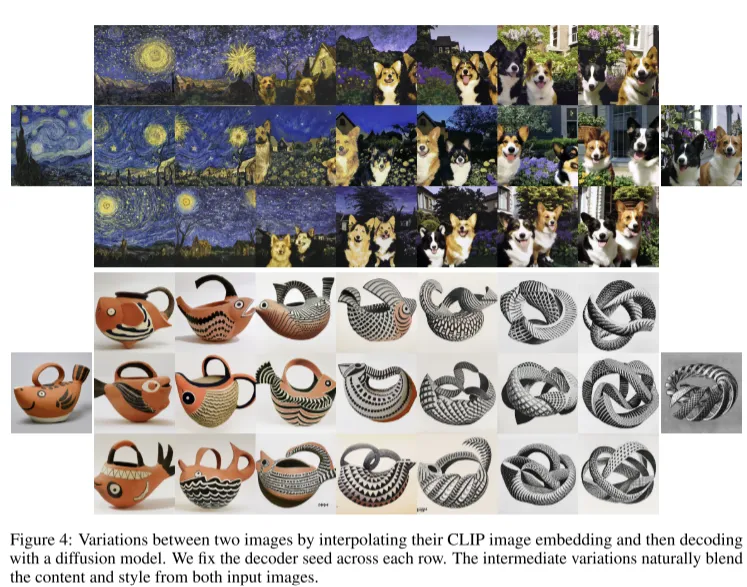 Figure 4: Variations between two images by interpolating their CLIP image embedding and then decoding
with a diffusion model. We fix the decoder seed across each row. The intermediate variations naturally blend
the content and style from both input images.